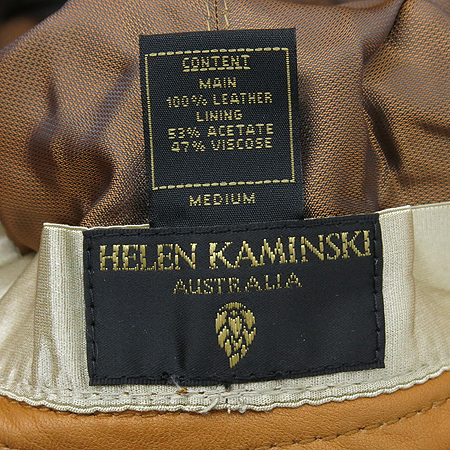 CONTENT
MAIN
100% LEATHER
LINING
53% ACETATE
47% VISCOSE
MEDIUM
HELEN KAMINSKI
AUSTRALIA